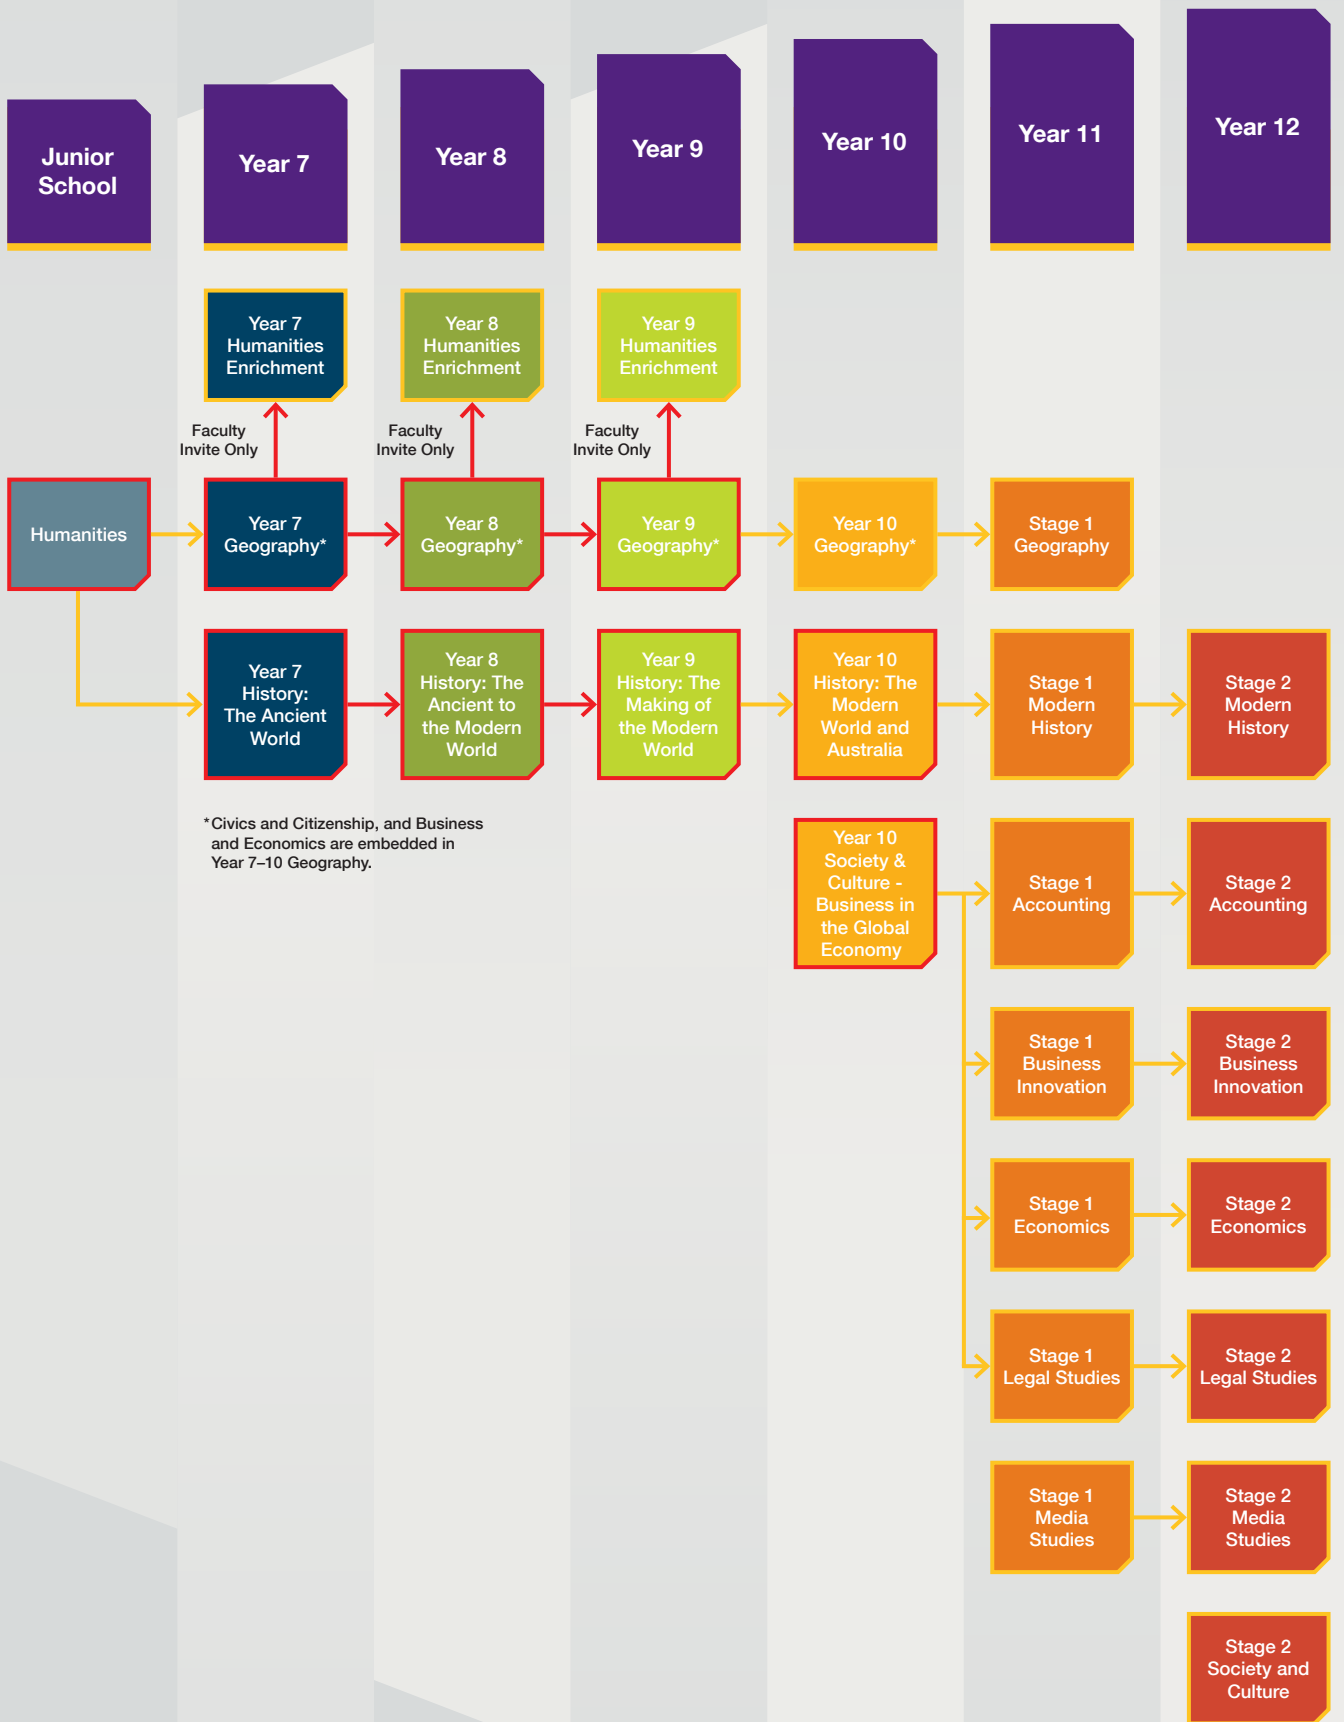 Junior
School
Year 7
Year 8
Year 9
Year 10
Year 11
Year 12
Year 7
Humanities
Enrichment
Year 8
Humanities
Enrichment
Year 9
Humanities
Enrichment
Faculty
Invite Only
Faculty
Invite Only
Faculty
Invite Only
Humanities
Year 7
Geography*
Year 8
Geography*
Year 9
Geography*
Year 10
Geography*
Stage 1
Geography
Year 7
History:
The Ancient
World
Year 8
History: The
Ancient to
the Modern
World
Year 9
History: The
Making of
the Modern
World
Year 10
History: The
Modern
World and
Australia
Stage 1
Modern
History
Stage 2
Modern
History
*Civics and Citizenship, and Business
and Economics are embedded in
Year 7–10 Geography.
Year 10
Society &
Culture -
Business in
the Global
Economy
Stage 1
Accounting
Stage 2
Accounting
Stage 1
Business
Innovation
Stage 2
Business
Innovation
Stage 1
Economics
Stage 2
Economics
Stage 1
Legal Studies
Stage 2
Legal Studies
Stage 1
Media
Studies
Stage 2
Media
Studies
Stage 2
Society and
Culture